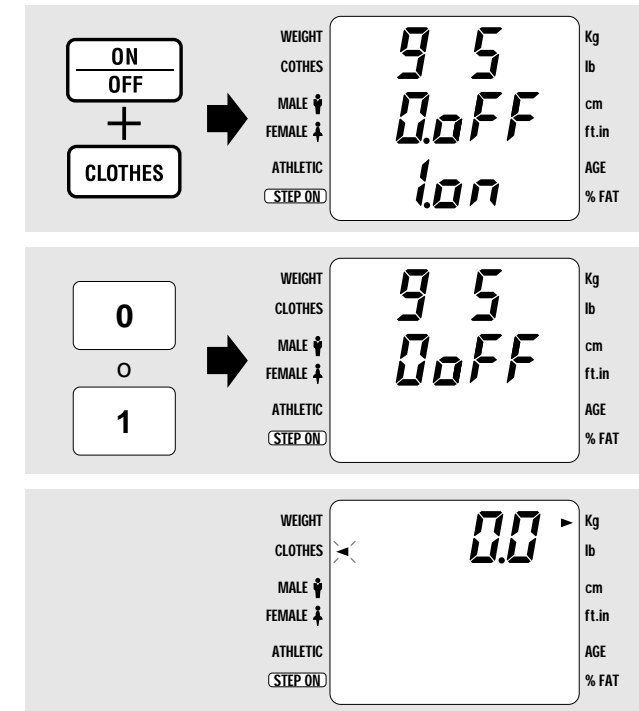 ON
OFF
+
CLOTHES
WEIGHT
COTHES
MALE
FEMALE
ATHLETIC
STEP ON
9 5
0.oFF
1.on
Kg
lb
cm
ft.in
AGE
% FAT
0
o
1
WEIGHT
CLOTHES
MALE
FEMALE
ATHLETIC
STEP ON
9 5
0oFF
Kg
lb
cm
ft.in
AGE
% FAT
WEIGHT
CLOTHES
MALE
FEMALE
ATHLETIC
STEP ON
0.0
Kg
lb
cm
ft.in
AGE
% FAT